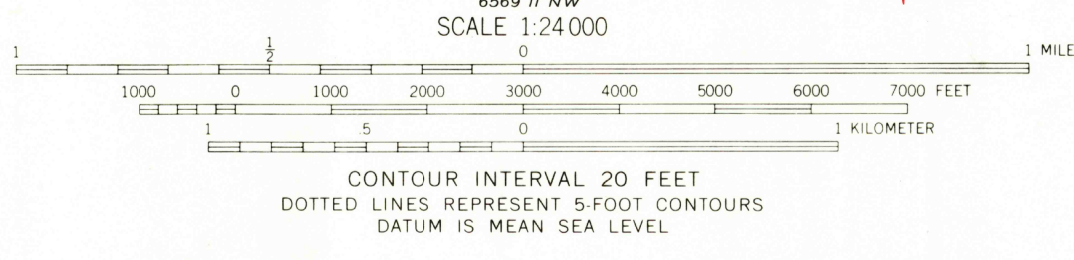 6569 II NW
SCALE 1:24 000
1 1/2 0 1 MILE
1000 0 1000 2000 3000 4000 5000 6000 7000 FEET
1 .5 0 1 KILOMETER
CONTOUR INTERVAL 20 FEET
DOTTED LINES REPRESENT 5-FOOT CONTOURS
DATUM IS MEAN SEA LEVEL